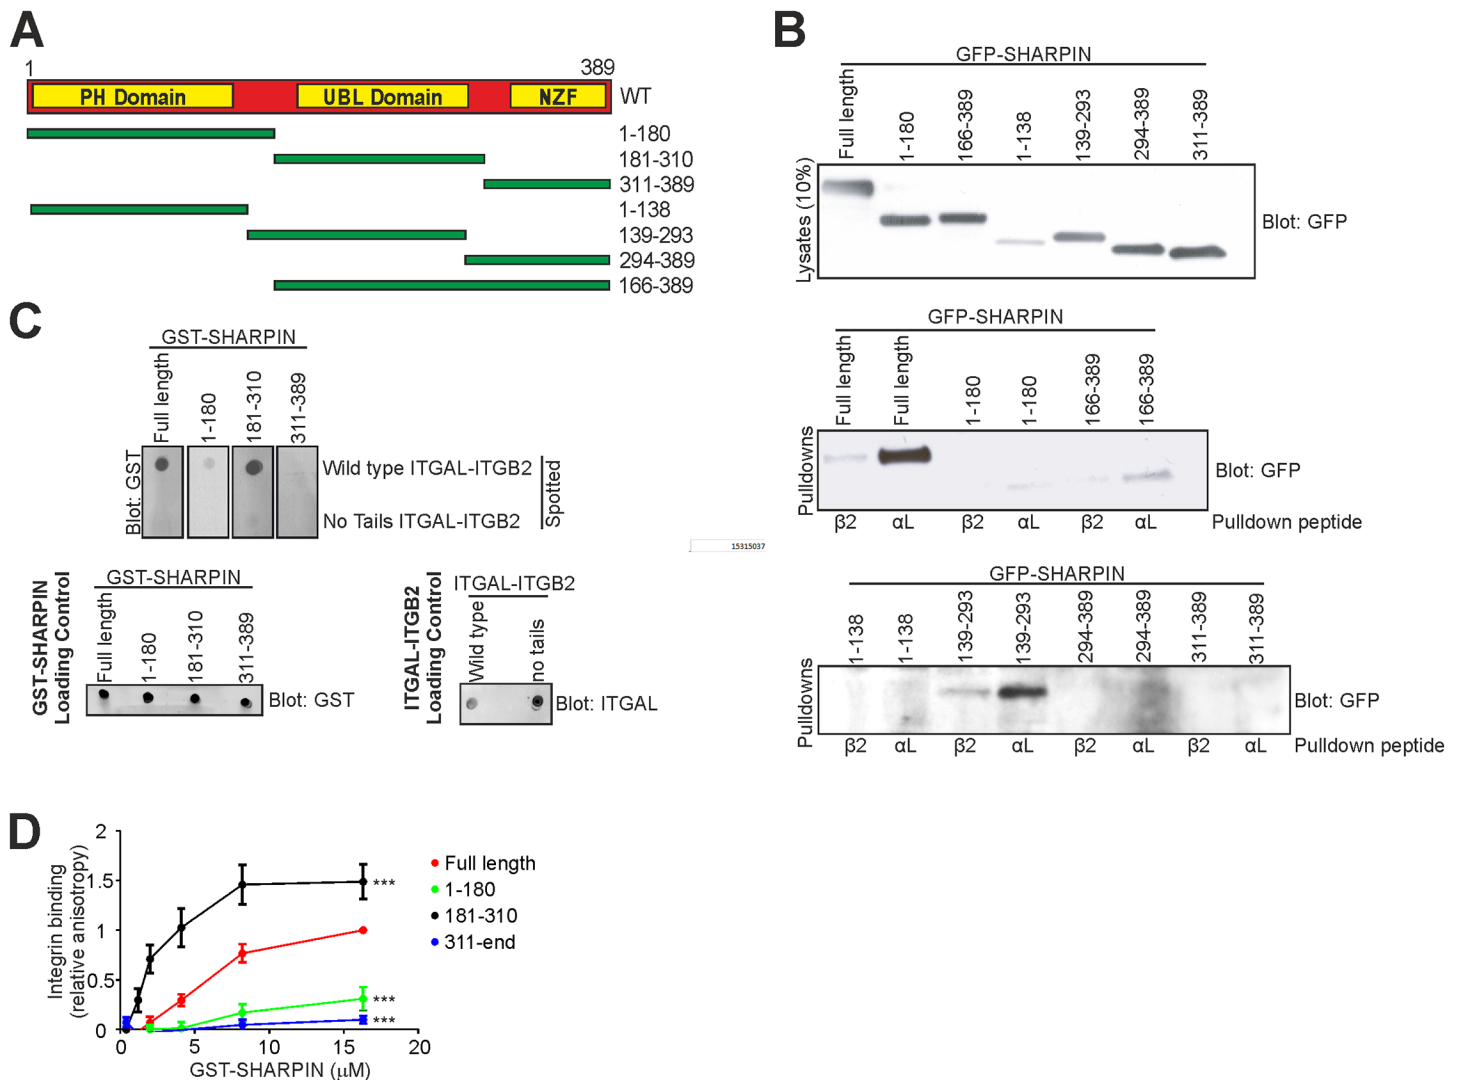 A
1 389
PH Domain UBL Domain NZF WT
1-180
181-310
311-389
1-138
139-293
294-389
166-389
B
GFP-SHARPIN
Full length 1-180 166-389 1-138 139-293 294-389 311-389
Lysates (10%)
Blot: GFP
GFP-SHARPIN
Full length Full length 1-180 1-180 166-389 166-389
Pulldowns
Blot: GFP
β2 αL β2 αL β2 αL Pulldown peptide
GFP-SHARPIN
1-138 1-138 139-293 139-293 294-389 294-389 311-389 311-389
Pulldowns
Blot: GFP
β2 αL β2 αL β2 αL β2 αL Pulldown peptide
C
GST-SHARPIN
Full length 1-180 181-310 311-389
Blot: GST
Wild type ITGAL-ITGB2
No Tails ITGAL-ITGB2
Spotted
15315037
GST-SHARPIN
Loading Control
GST-SHARPIN
Full length 1-180 181-310 311-389
Blot: GST
ITGAL-ITGB2
Loading Control
ITGAL-ITGB2
Wild type no tails
Blot: ITGAL
D
Integrin binding
(relative anisotropy)
2
1.5
1
0.5
0
0 5 10 15 20
GST-SHARPIN (μM)
***
***
***
Full length
1-180
181-310
311-end